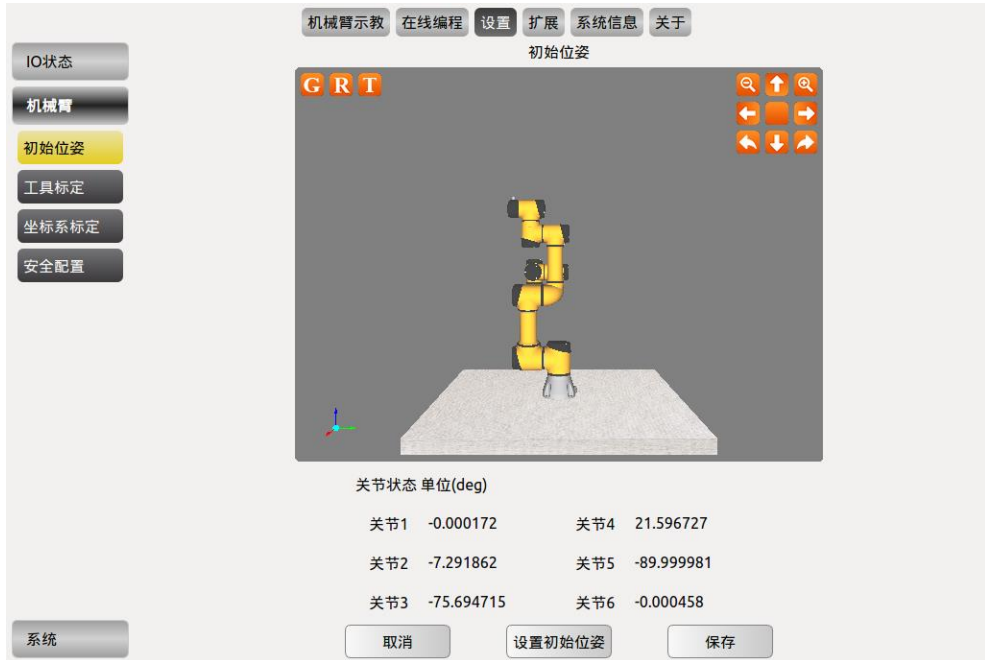 机械臂示教 在线编程 设置 扩展 系统信息 关于
初始位姿
IO状态
机械臂
初始位姿
工具标定
坐标系标定
安全配置
系统
G R T
关节状态 单位(deg)
关节1 -0.000172 关节4 21.596727
关节2 -7.291862 关节5 -89.999981
关节3 -75.694715 关节6 -0.000458
取消 设置初始位姿 保存